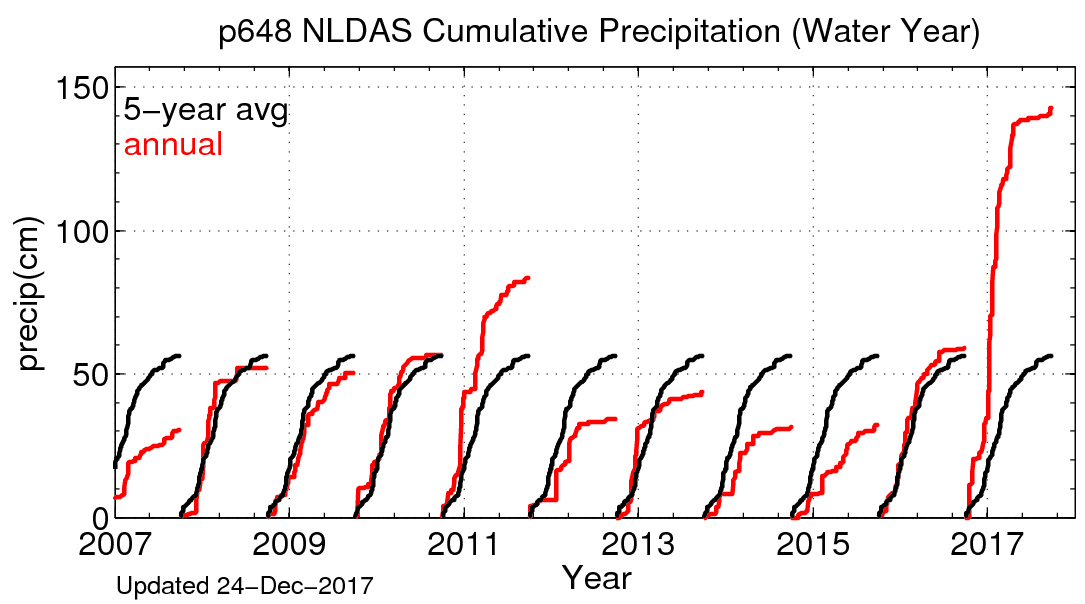 p648 NLDAS Cumulative Precipitation (Water Year)
150
5−year avg
annual
100
precip(cm)
50
0
2007 2009 2011 2013 2015 2017
Year
Updated 24−Dec−2017